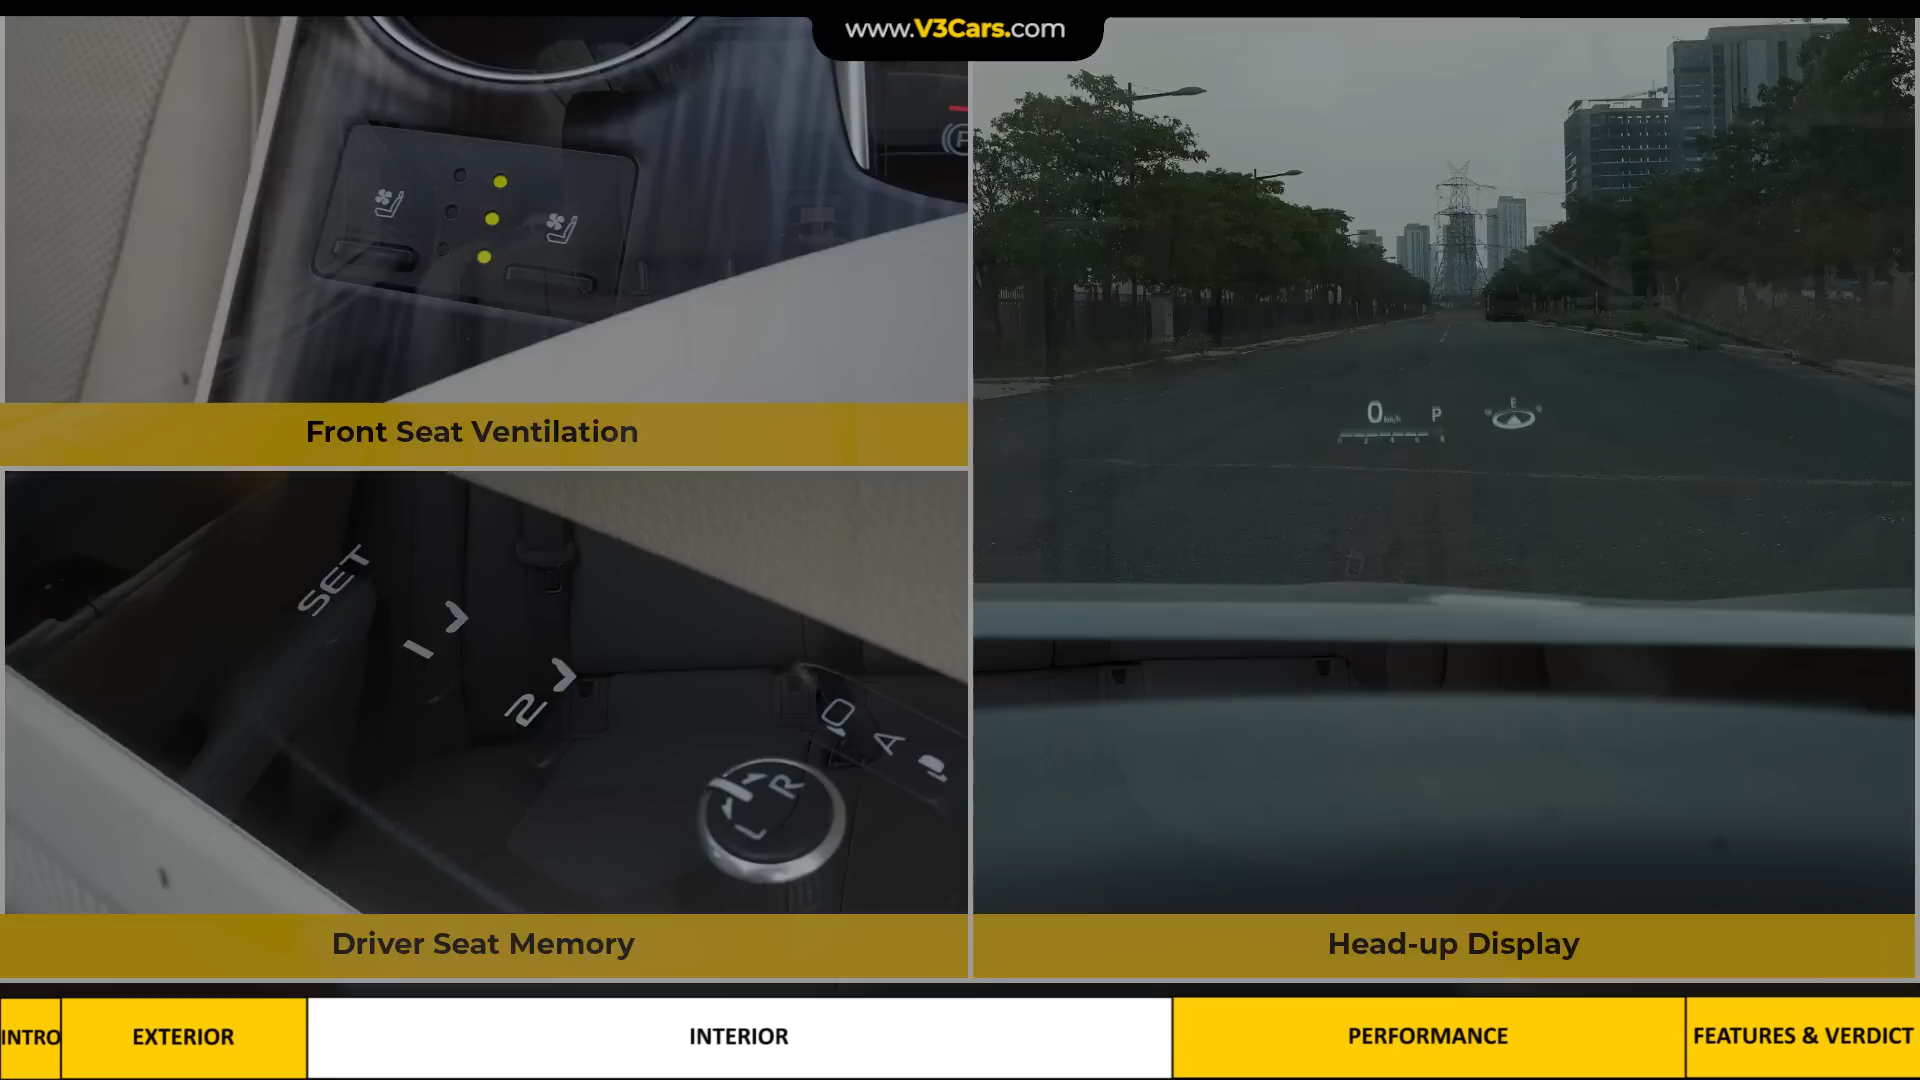 www.V3Cars.com
Front Seat Ventilation
0 km/h P E
SET
1
2
A
L R
Driver Seat Memory
Head-up Display
INTRO
EXTERIOR
INTERIOR
PERFORMANCE
FEATURES & VERDICT